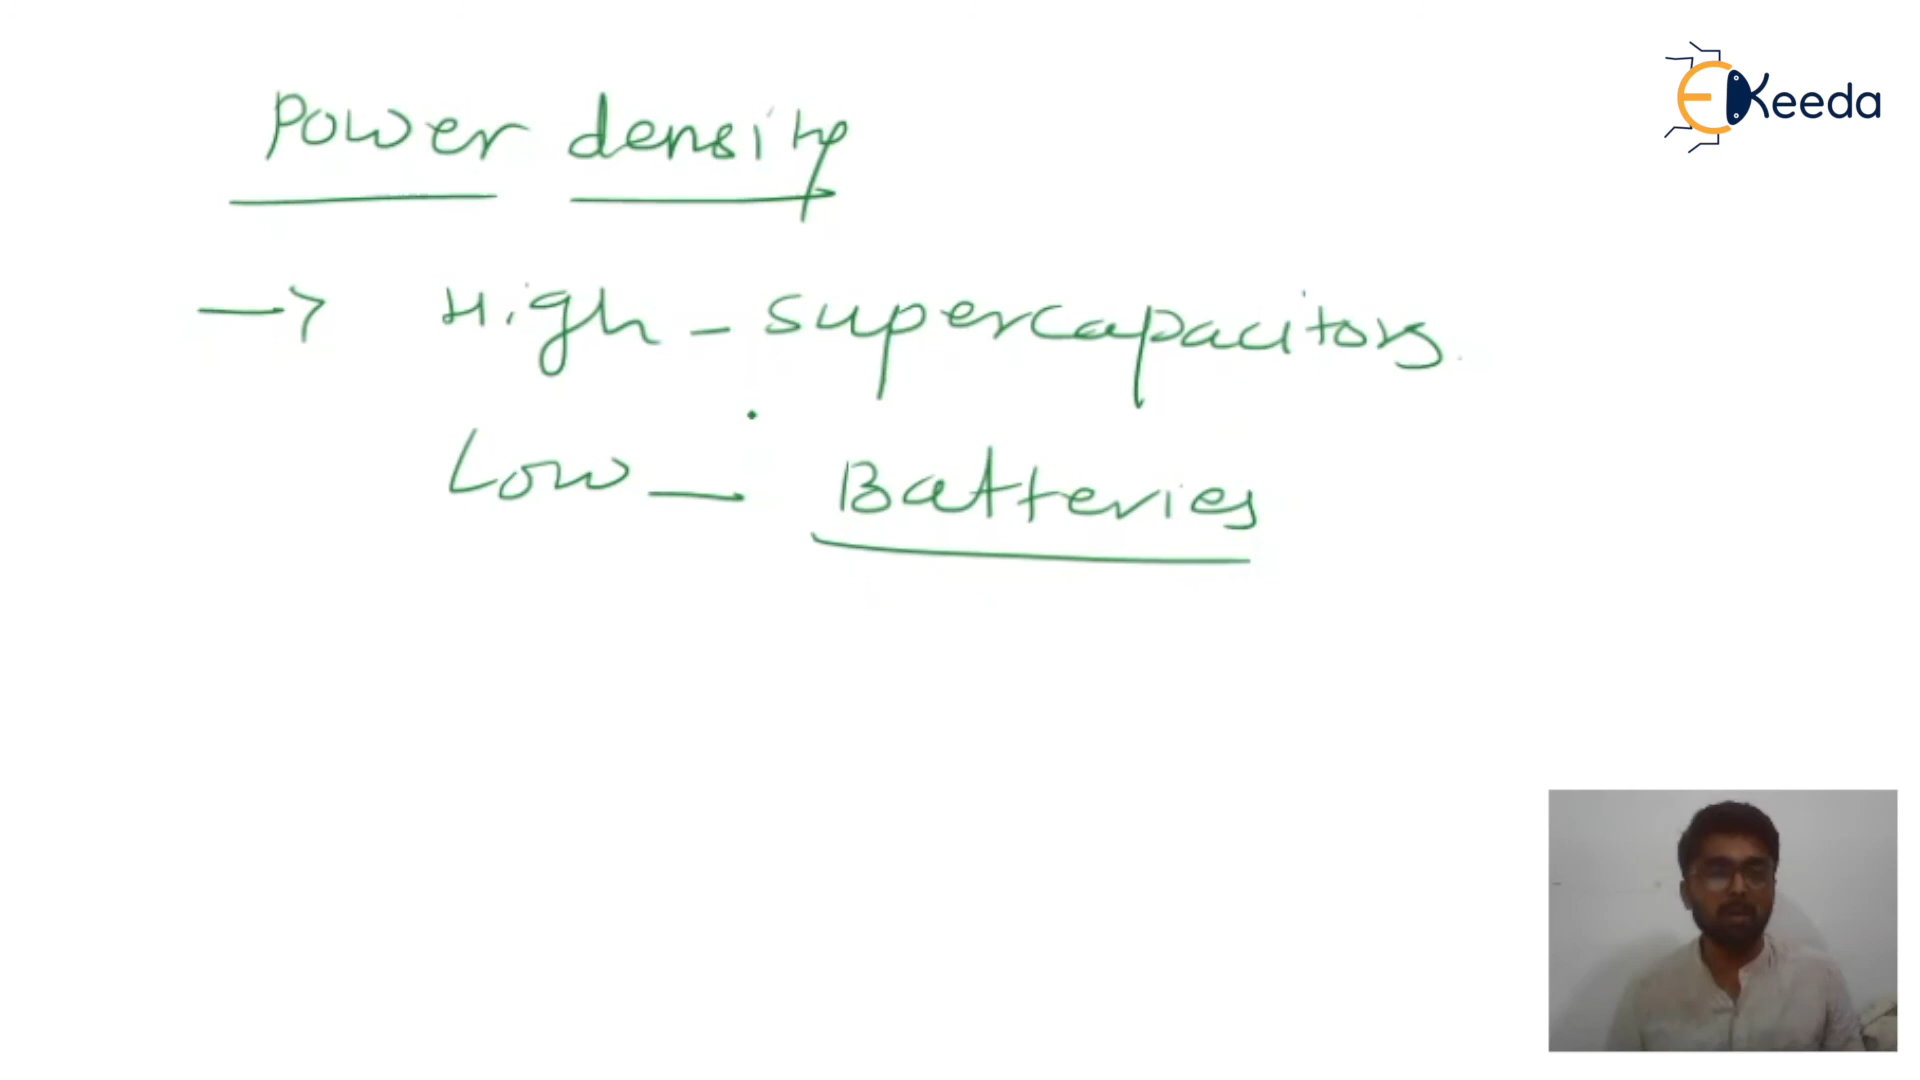 EKeeda
Power density
→ High - supercapacitors
Low - Batteries